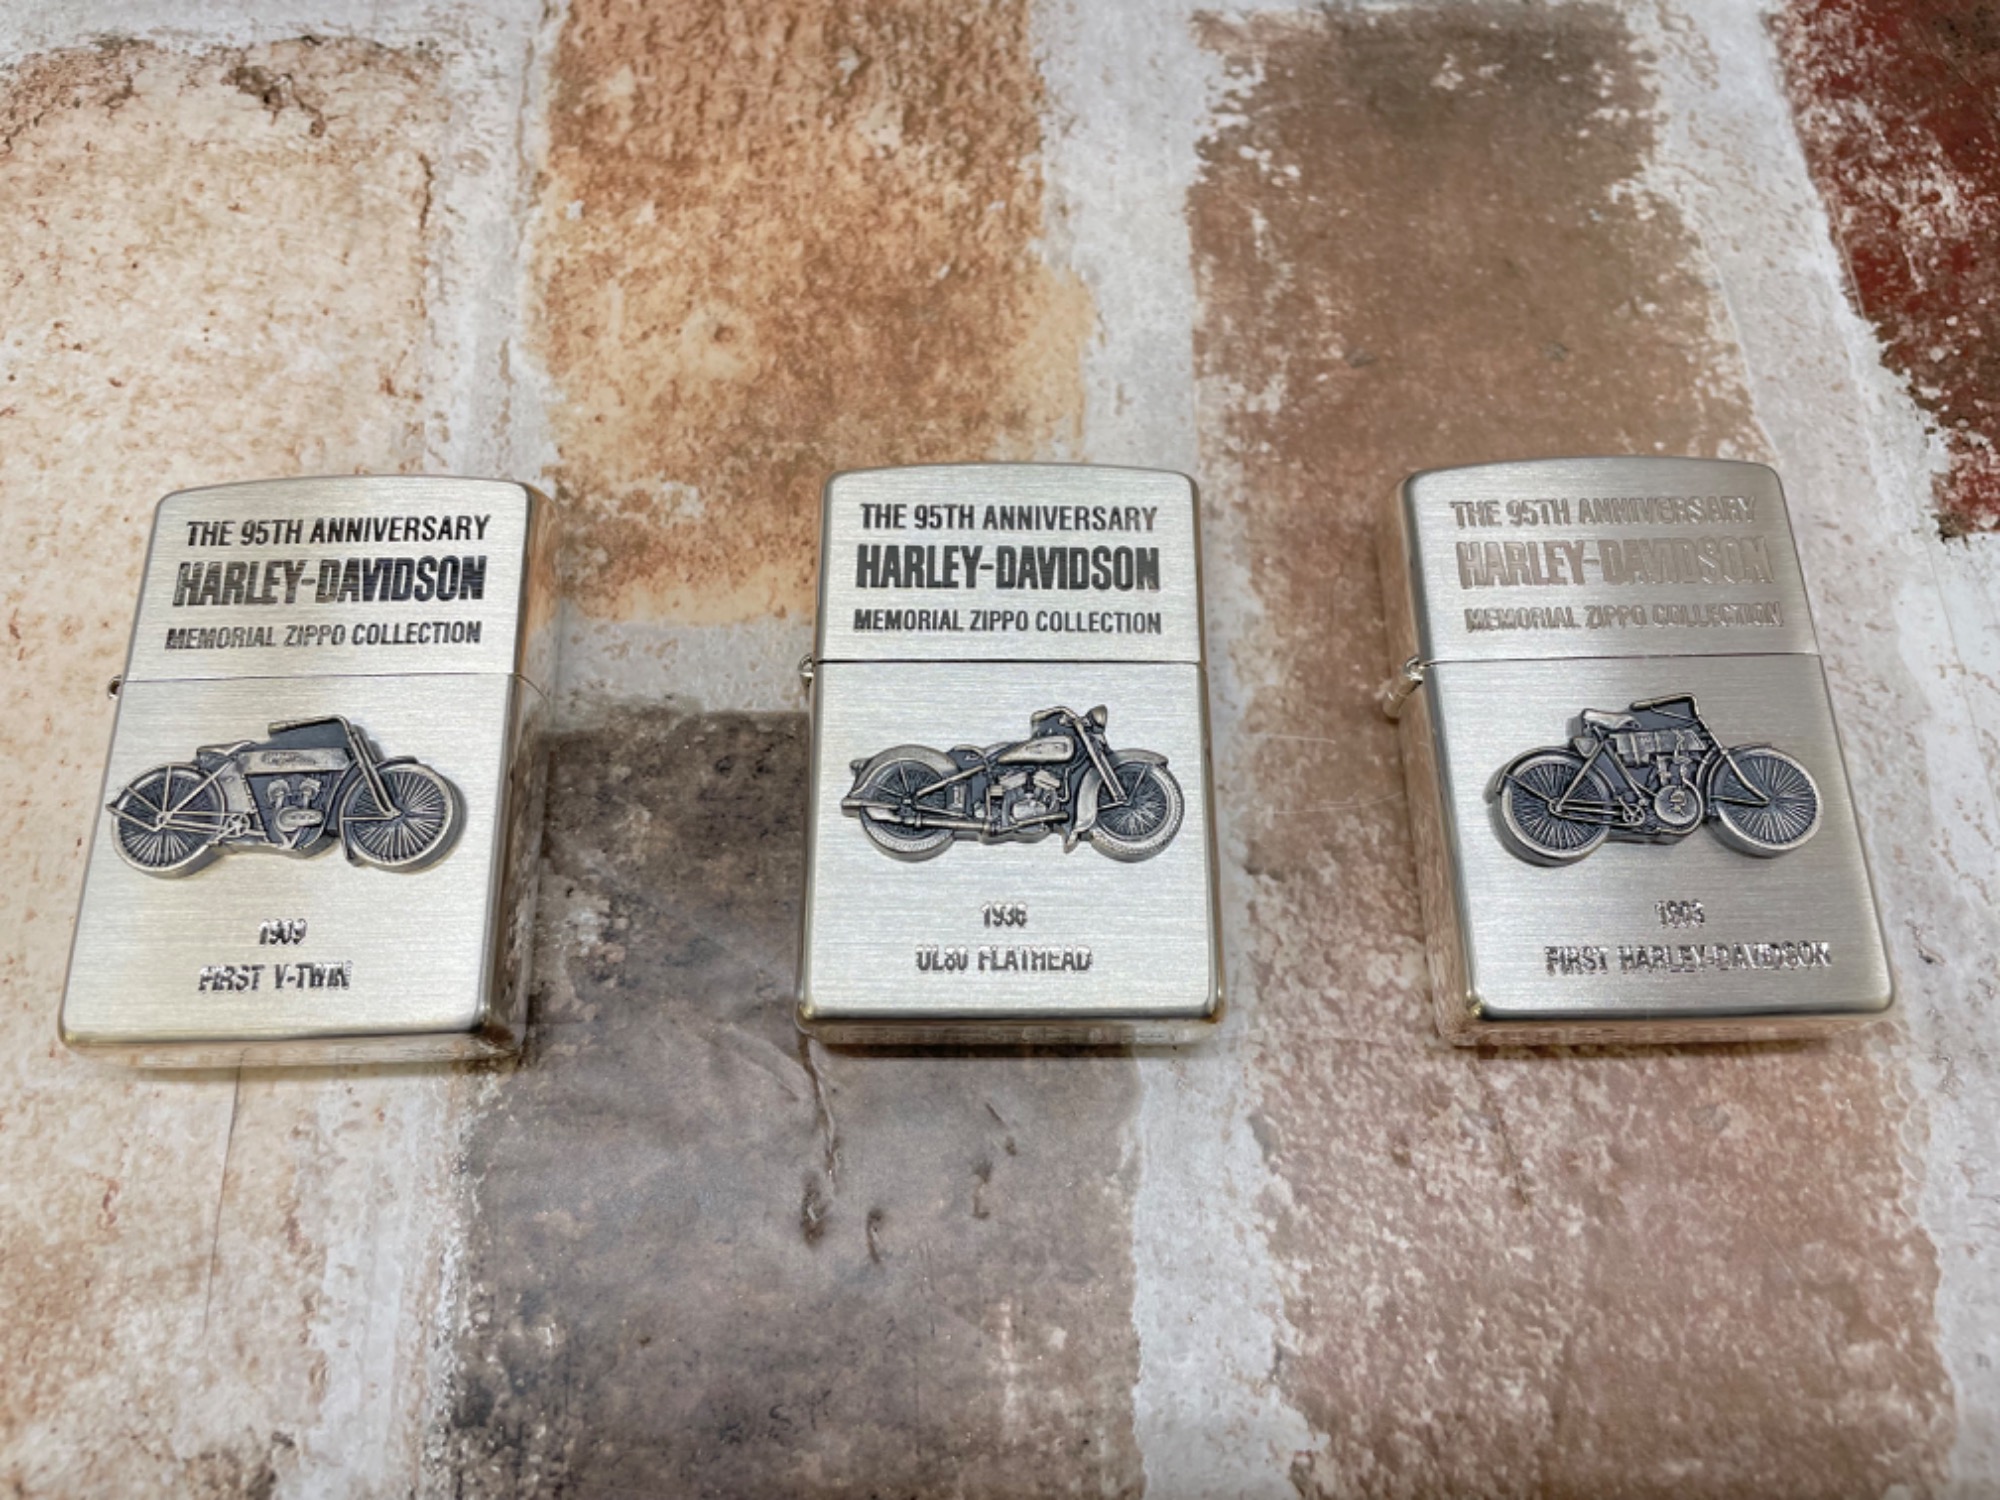 THE 95TH ANNIVERSARY
HARLEY-DAVIDSON
MEMORIAL ZIPPO COLLECTION
1909
FIRST V-TWIN
THE 95TH ANNIVERSARY
HARLEY-DAVIDSON
MEMORIAL ZIPPO COLLECTION
1936
UL80 FLATHEAD
THE 95TH ANNIVERSARY
HARLEY-DAVIDSON
MEMORIAL ZIPPO COLLECTION
1903
FIRST HARLEY-DAVIDSON